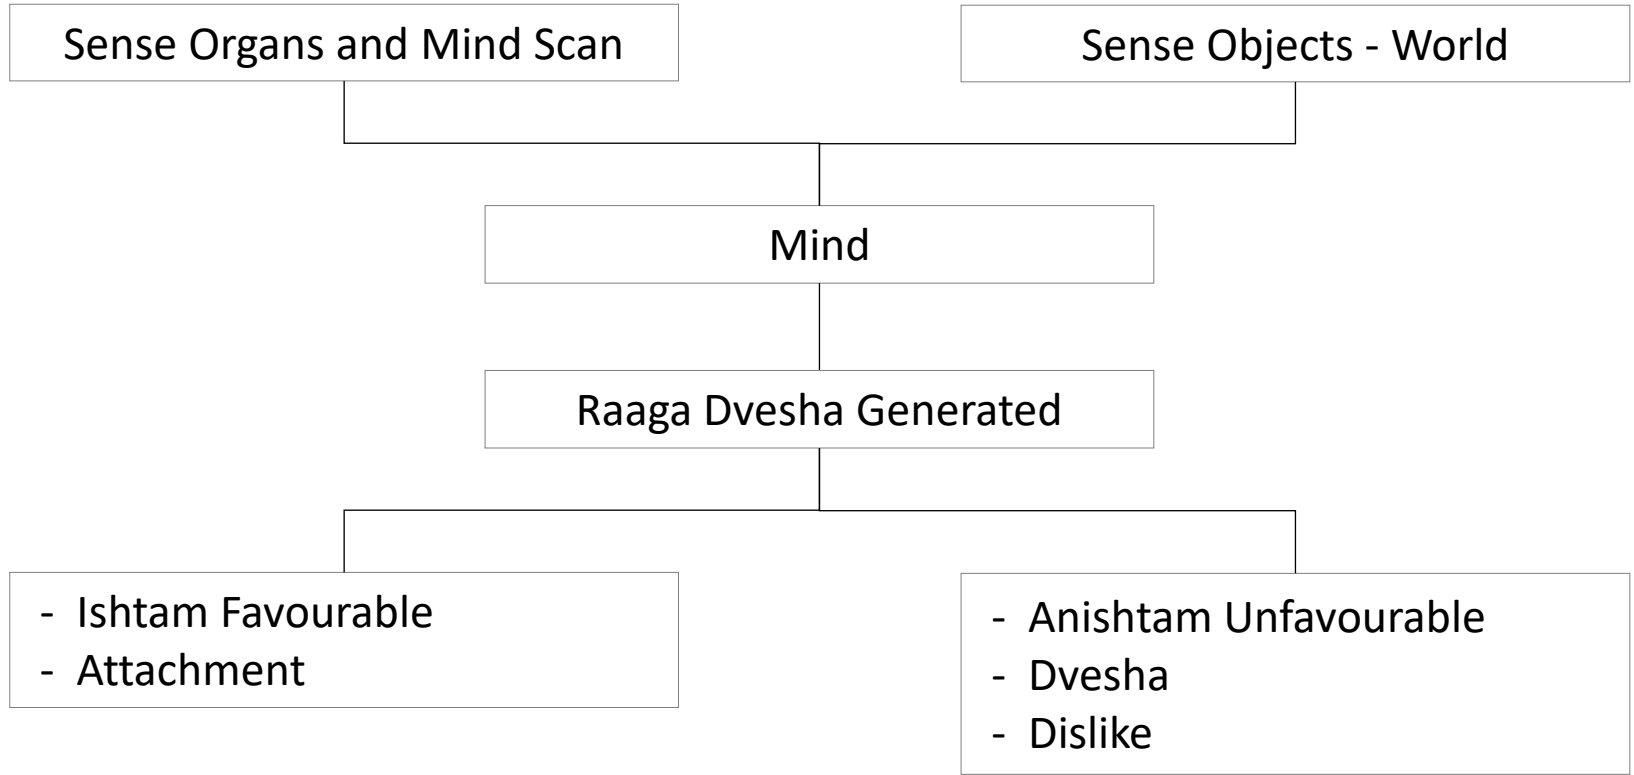 Sense Organs and Mind Scan
Sense Objects - World
Mind
Raaga Dvesha Generated
- Ishtam Favourable
- Attachment
- Anishtam Unfavourable
- Dvesha
- Dislike